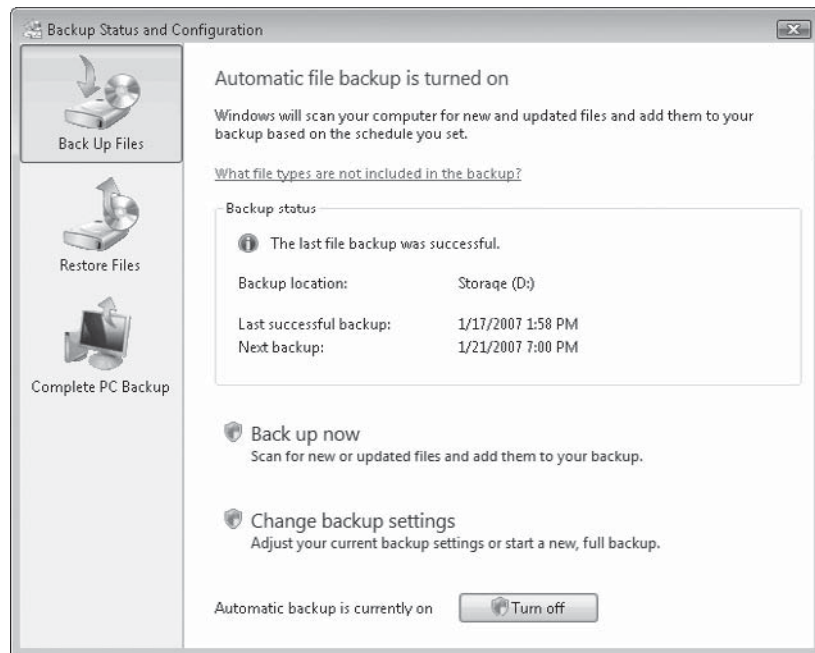 Backup Status and Configuration
Back Up Files
Restore Files
Complete PC Backup
Automatic file backup is turned on
Windows will scan your computer for new and updated files and add them to your
backup based on the schedule you set.
What file types are not included in the backup?
Backup status
The last file backup was successful.
Backup location: Storage (D:)
Last successful backup: 1/17/2007 1:58 PM
Next backup: 1/21/2007 7:00 PM
Back up now
Scan for new or updated files and add them to your backup.
Change backup settings
Adjust your current backup settings or start a new, full backup.
Automatic backup is currently on Turn off